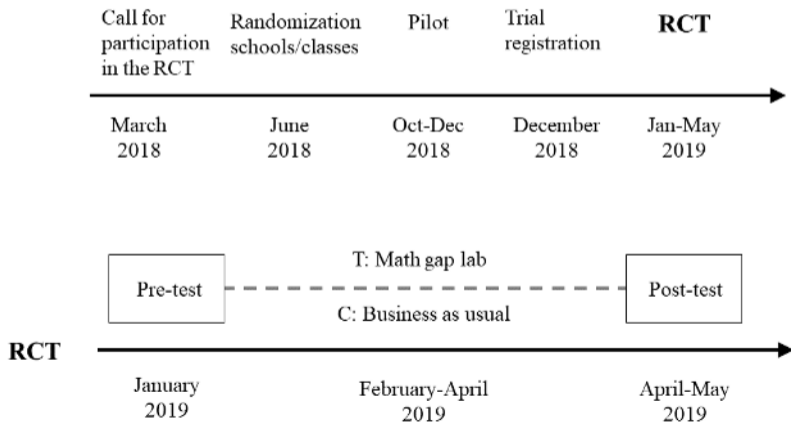 Call for
participation
in the RCT
Randomization
schools/classes
Pilot
Trial
registration
RCT
March
2018
June
2018
Oct-Dec
2018
December
2018
Jan-May
2019
Pre-test
T: Math gap lab
C: Business as usual
Post-test
RCT
January
2019
February-April
2019
April-May
2019